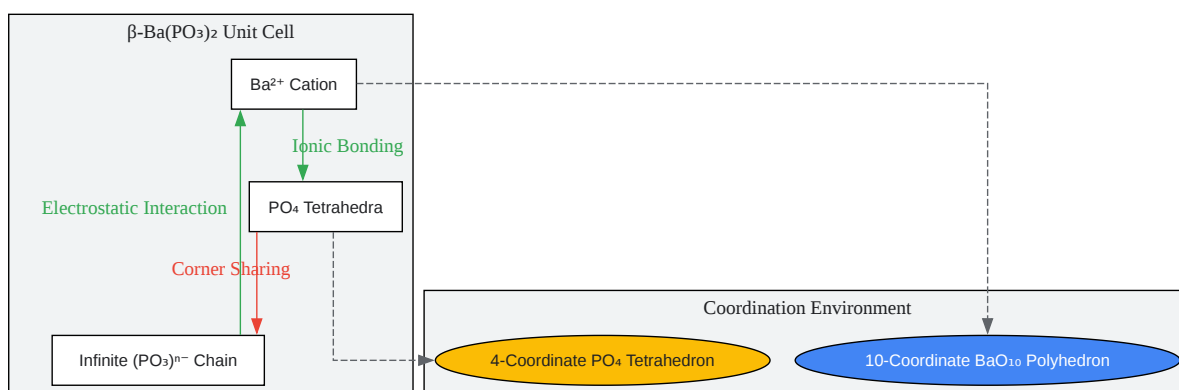 β-Ba(PO₃)₂ Unit Cell
Ba²⁺ Cation
Ionic Bonding
PO₄ Tetrahedra
Electrostatic Interaction
Corner Sharing
Infinite (PO₃)ⁿ⁻ Chain
Coordination Environment
4-Coordinate PO₄ Tetrahedron
10-Coordinate BaO₁₀ Polyhedron